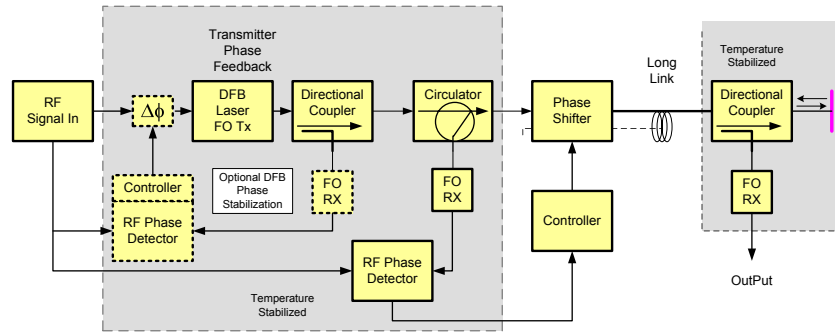 Transmitter
Phase
Feedback
Long
Link
Temperature
Stabilized
RF
Signal In
Δϕ
DFB
Laser
FO Tx
Directional
Coupler
Circulator
Phase
Shifter
Directional
Coupler
Controller
RF Phase
Detector
Optional DFB
Phase
Stabilization
FO
RX
FO
RX
Controller
FO
RX
RF Phase
Detector
Temperature
Stabilized
OutPut